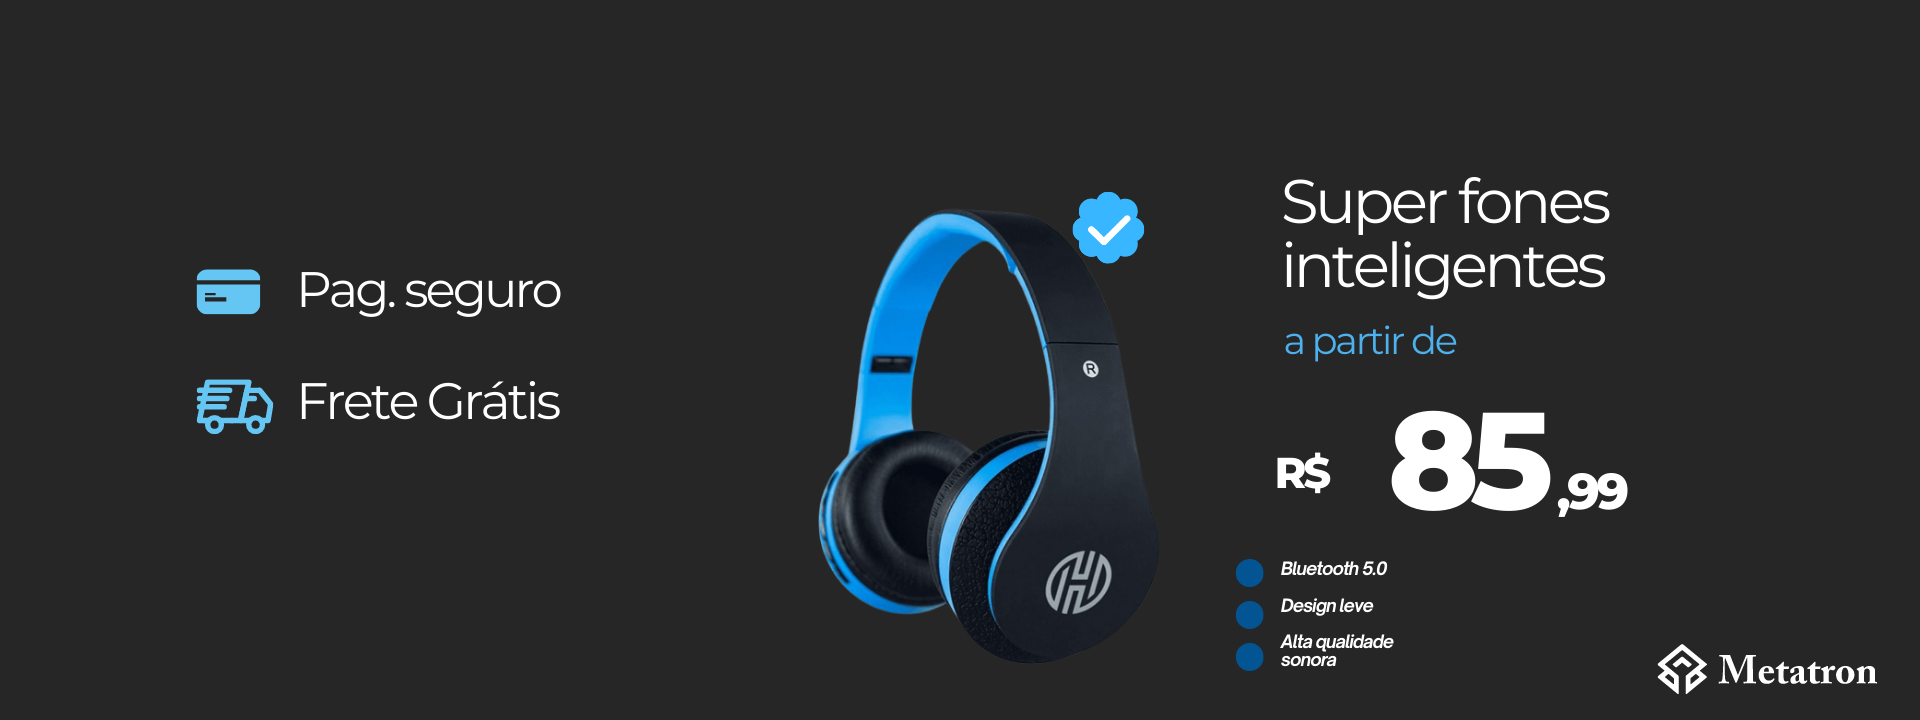 Pag. seguro
Frete Grátis
Super fones
inteligentes
a partir de
R$ 85,99
Bluetooth 5.0
Design leve
Alta qualidade
sonora
®
Metatron